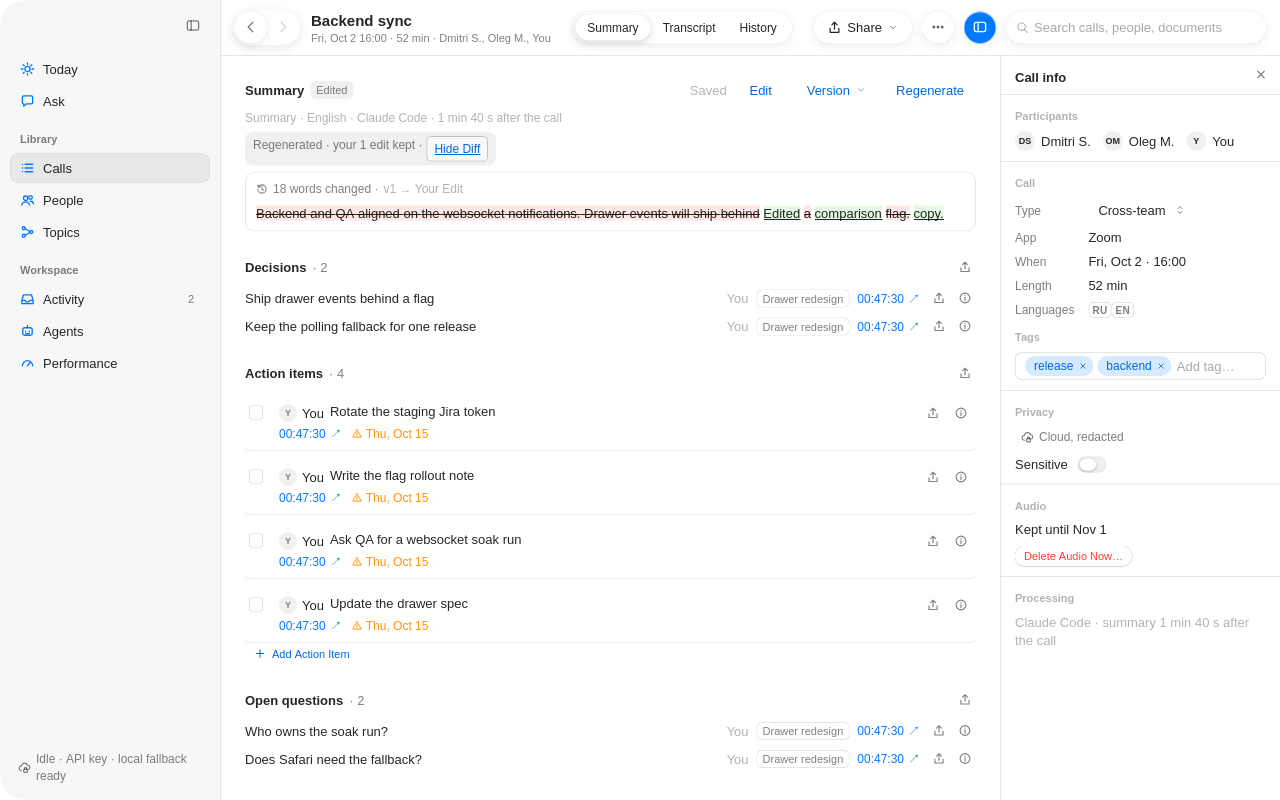 Today
Ask
Library
Calls
People
Topics
Workspace
Activity 2
Agents
Performance
Idle · API key · local fallback
ready
Backend sync
Fri, Oct 2 16:00 · 52 min · Dmitri S., Oleg M., You
Summary Transcript History
Share
Search calls, people, documents
Summary Edited Saved Edit Version Regenerate
Summary · English · Claude Code · 1 min 40 s after the call
Regenerated · your 1 edit kept · Hide Diff
18 words changed · v1 → Your Edit
Backend and QA aligned on the websocket notifications. Drawer events will ship behind Edited a comparison flag. copy.
Decisions · 2
Ship drawer events behind a flag You Drawer redesign 00:47:30
Keep the polling fallback for one release You Drawer redesign 00:47:30
Action items · 4
Y You Rotate the staging Jira token
00:47:30 Thu, Oct 15
Y You Write the flag rollout note
00:47:30 Thu, Oct 15
Y You Ask QA for a websocket soak run
00:47:30 Thu, Oct 15
Y You Update the drawer spec
00:47:30 Thu, Oct 15
Add Action Item
Open questions · 2
Who owns the soak run? You Drawer redesign 00:47:30
Does Safari need the fallback? You Drawer redesign 00:47:30
Call info
Participants
DS Dmitri S. OM Oleg M. Y You
Call
Type Cross-team
App Zoom
When Fri, Oct 2 · 16:00
Length 52 min
Languages RU EN
Tags
release × backend × Add tag…
Privacy
Cloud, redacted
Sensitive
Audio
Kept until Nov 1
Delete Audio Now…
Processing
Claude Code · summary 1 min 40 s after
the call